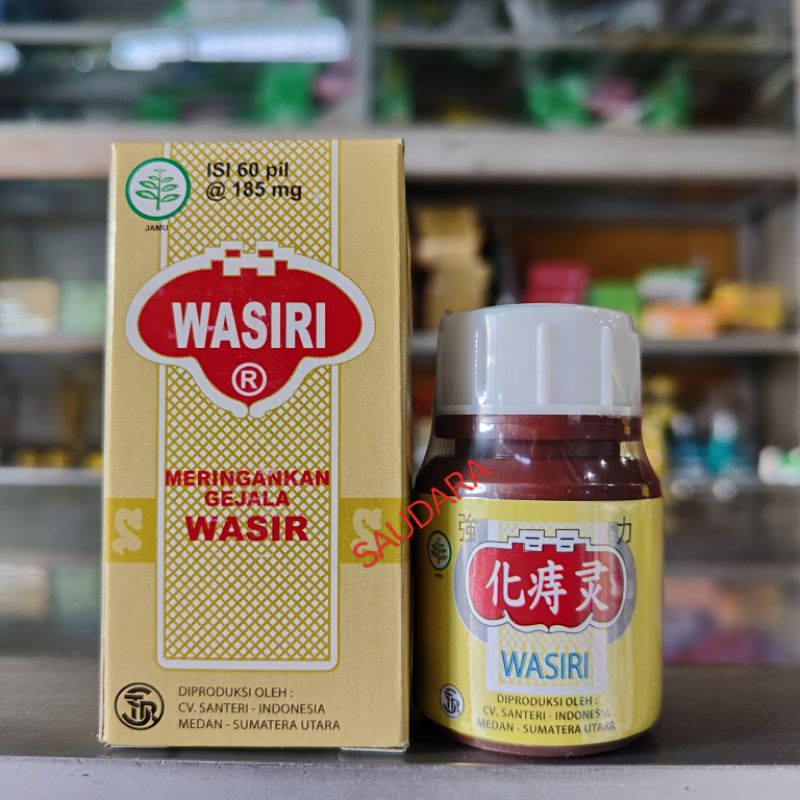 ISI 60 pil
@ 185 mg
JAMU
WASIRI
®
MERINGANKAN
GEJALA
WASIR
DIPRODUKSI OLEH :
CV. SANTERI - INDONESIA
MEDAN - SUMATERA UTARA
SAUDARA
強 力
化痔灵
WASIRI
DIPRODUKSI OLEH :
CV. SANTERI - INDONESIA
MEDAN - SUMATERA UTARA